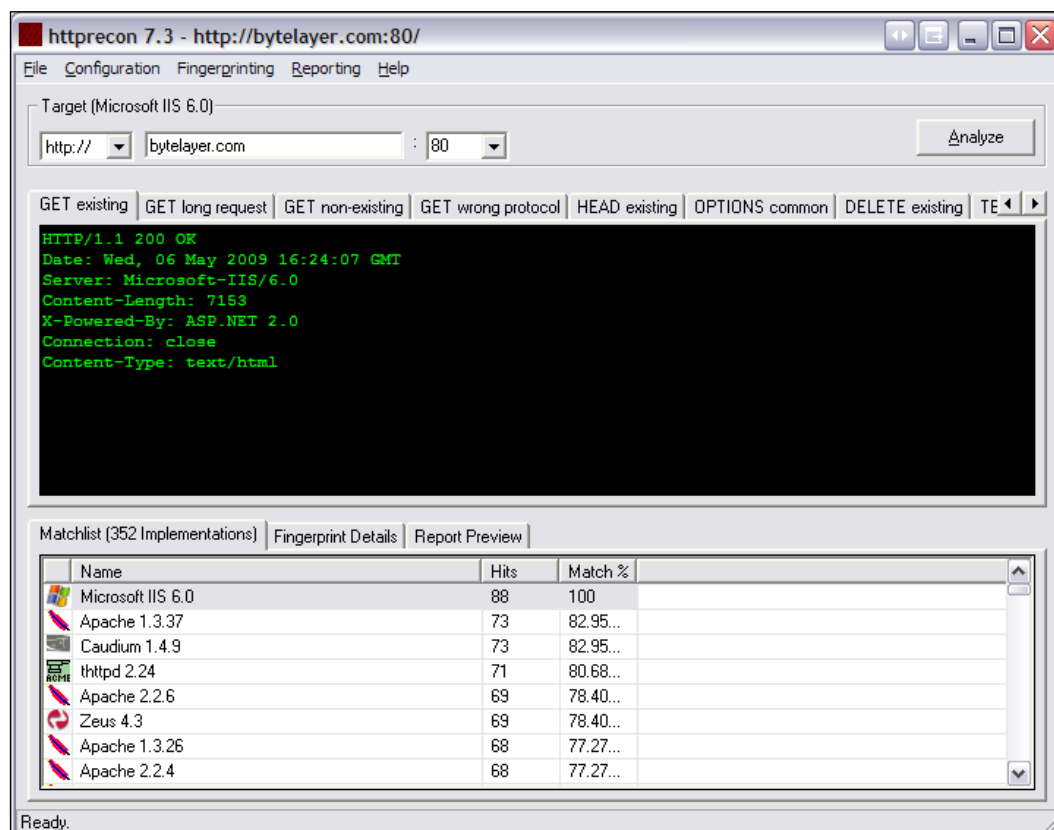 httprecon 7.3 - http://bytelayer.com:80/
File Configuration Fingerprinting Reporting Help
Target (Microsoft IIS 6.0)
http:// bytelayer.com : 80 Analyze
GET existing GET long request GET non-existing GET wrong protocol HEAD existing OPTIONS common DELETE existing TE
HTTP/1.1 200 OK
Date: Wed, 06 May 2009 16:24:07 GMT
Server: Microsoft-IIS/6.0
Content-Length: 7153
X-Powered-By: ASP.NET 2.0
Connection: close
Content-Type: text/html
Matchlist (352 Implementations) Fingerprint Details Report Preview
Name Hits Match %
Microsoft IIS 6.0 88 100
Apache 1.3.37 73 82.95...
Caudium 1.4.9 73 82.95...
ACME thttpd 2.24 71 80.68...
Apache 2.2.6 69 78.40...
Zeus 4.3 69 78.40...
Apache 1.3.26 68 77.27...
Apache 2.2.4 68 77.27...
Ready.